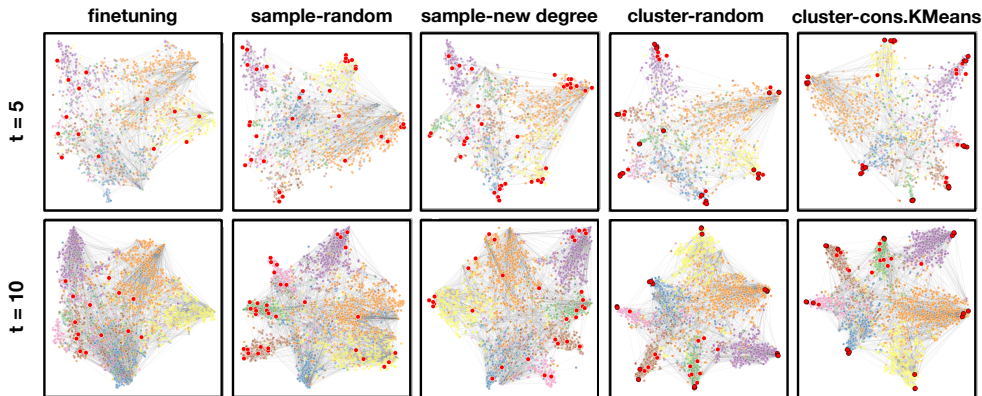 finetuning sample-random sample-new degree cluster-random cluster-cons.KMeans
t = 5
t = 10